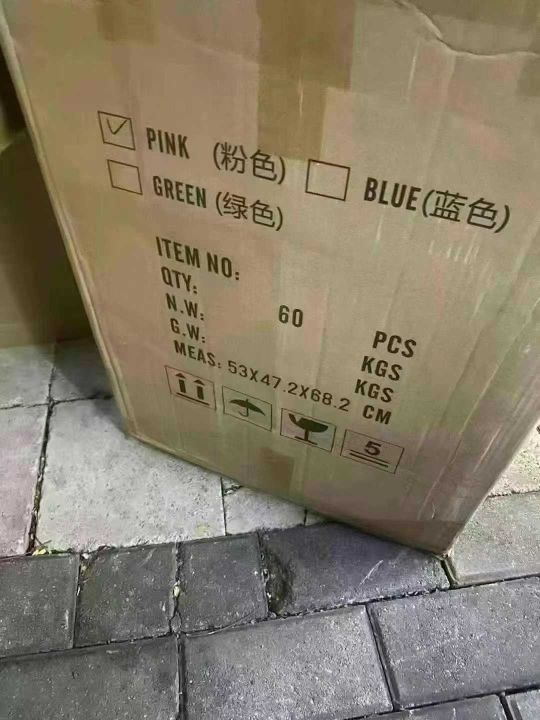 PINK (粉色)
BLUE(蓝色)
GREEN (绿色)
ITEM NO:
QTY: 60 PCS
N.W: KGS
G.W: KGS
MEAS: 53X47.2X68.2 CM
5